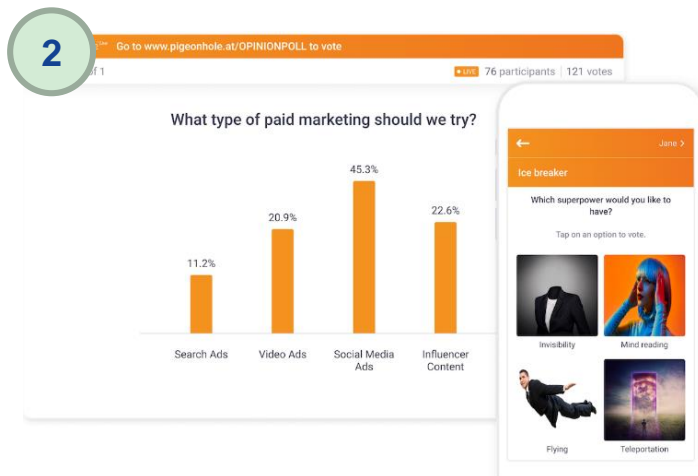 2
Go to www.pigeonhole.at/OPINIONPOLL to vote
of 1
LIVE 76 participants | 121 votes
What type of paid marketing should we try?
45.3%
20.9%
22.6%
11.2%
Search Ads
Video Ads
Social Media
Ads
Influencer
Content
← Jane >
Ice breaker
Which superpower would you like to
have?
Tap on an option to vote.
Invisibility
Mind reading
Flying
Teleportation